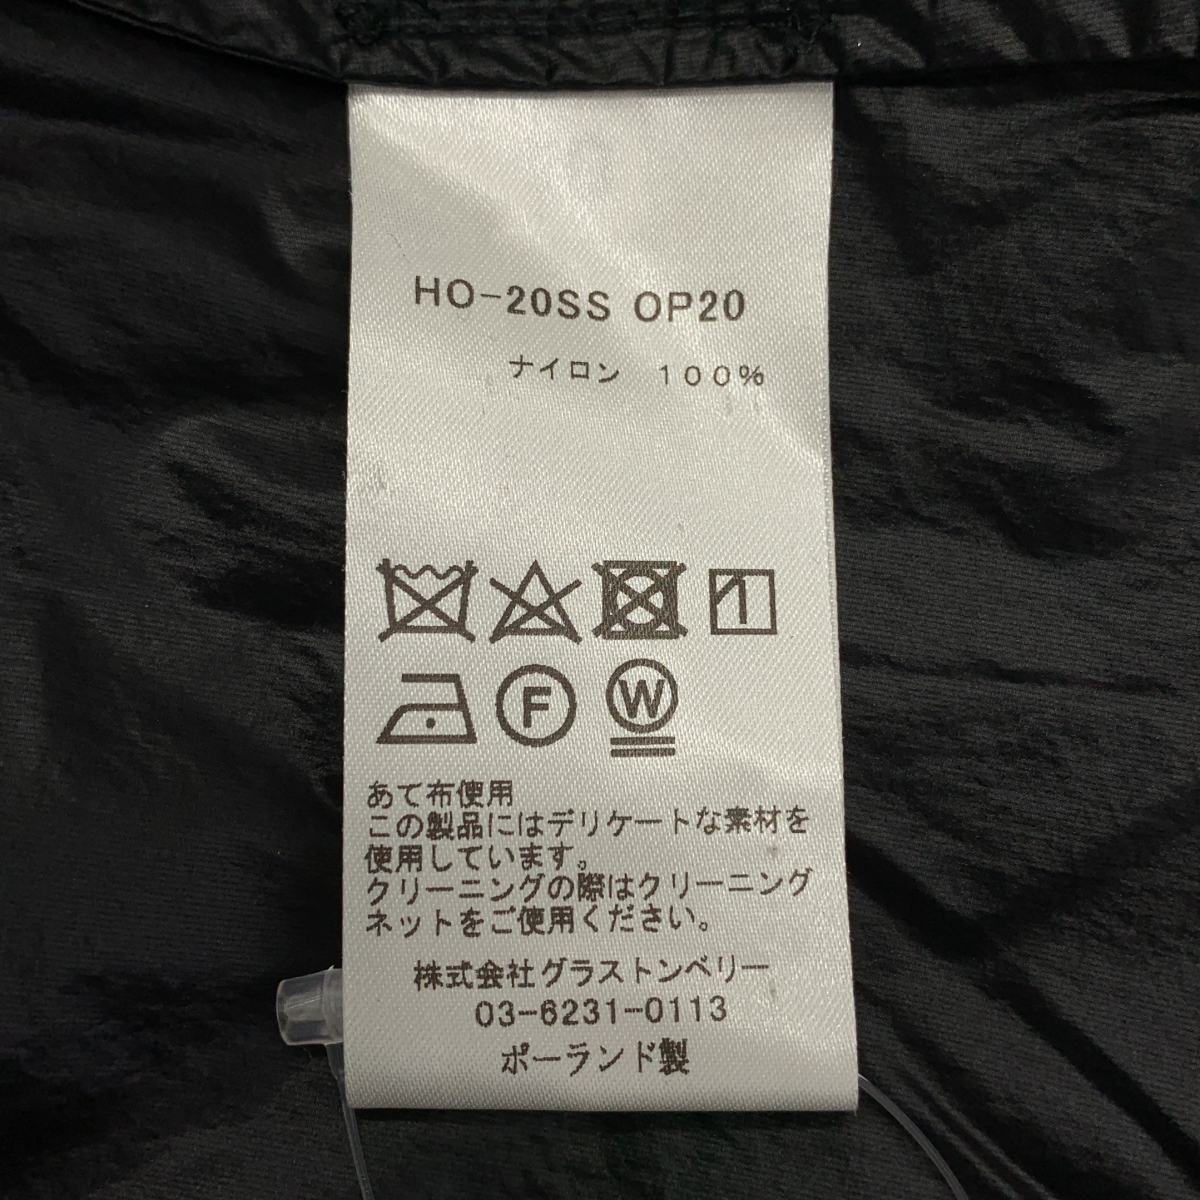 HO-20SS OP20
ナイロン　１００％
F W
あて布使用
この製品にはデリケートな素材を
使用しています。
クリーニングの際はクリーニング
ネットをご使用ください。
株式会社グラストンベリー
03-6231-0113
ポーランド製